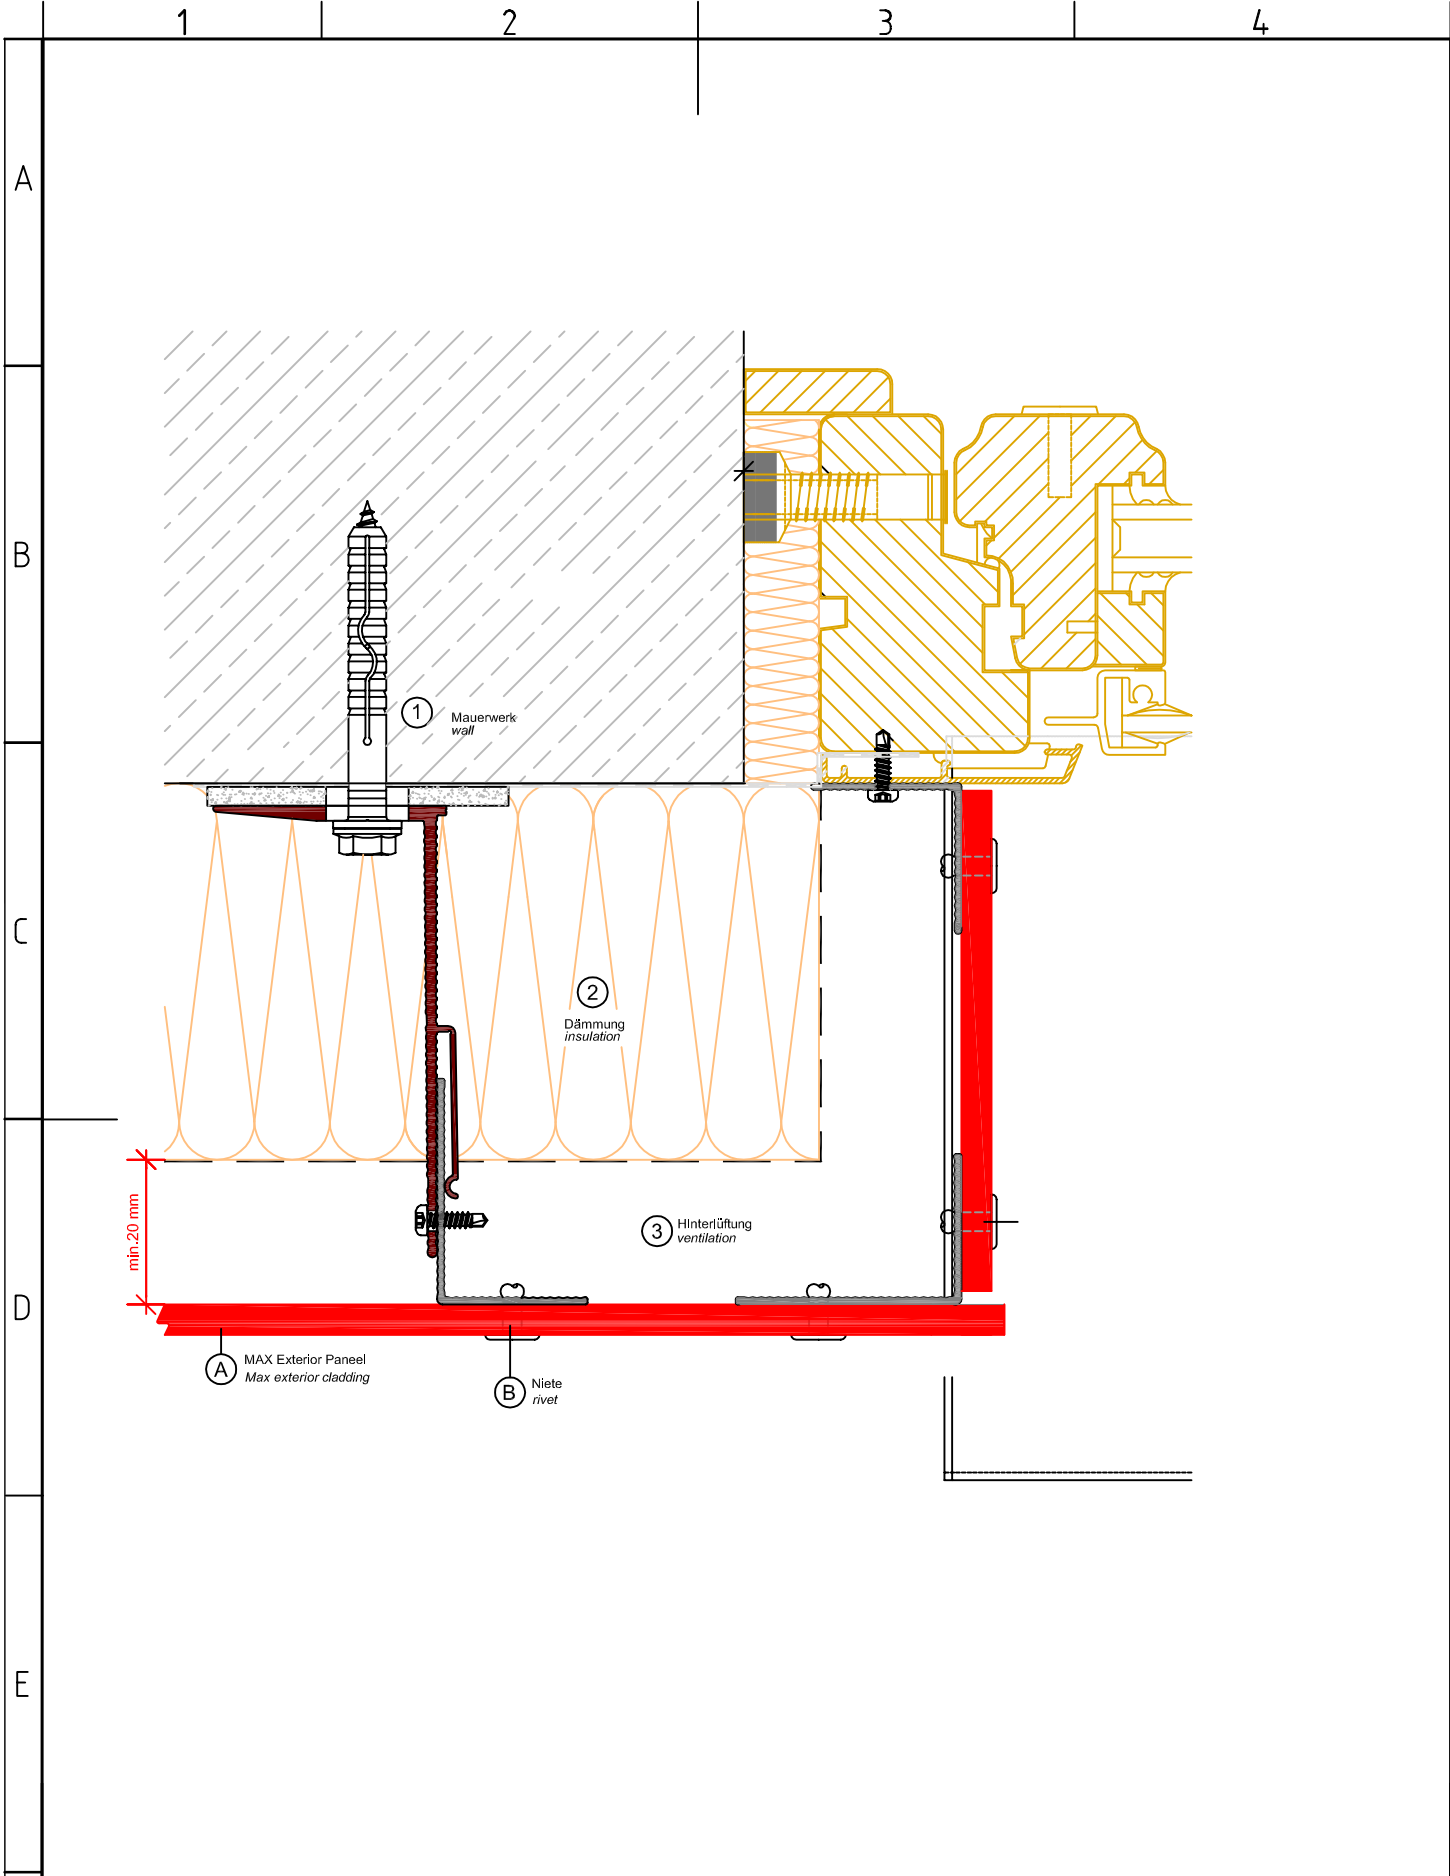 1 2 3 4
A
B
C
D
E
1
Mauerwerk
wall
2
Dämmung
insulation
3
Hinterlüftung
ventilation
min.20 mm
A
MAX Exterior Paneel
Max exterior cladding
B
Niete
rivet